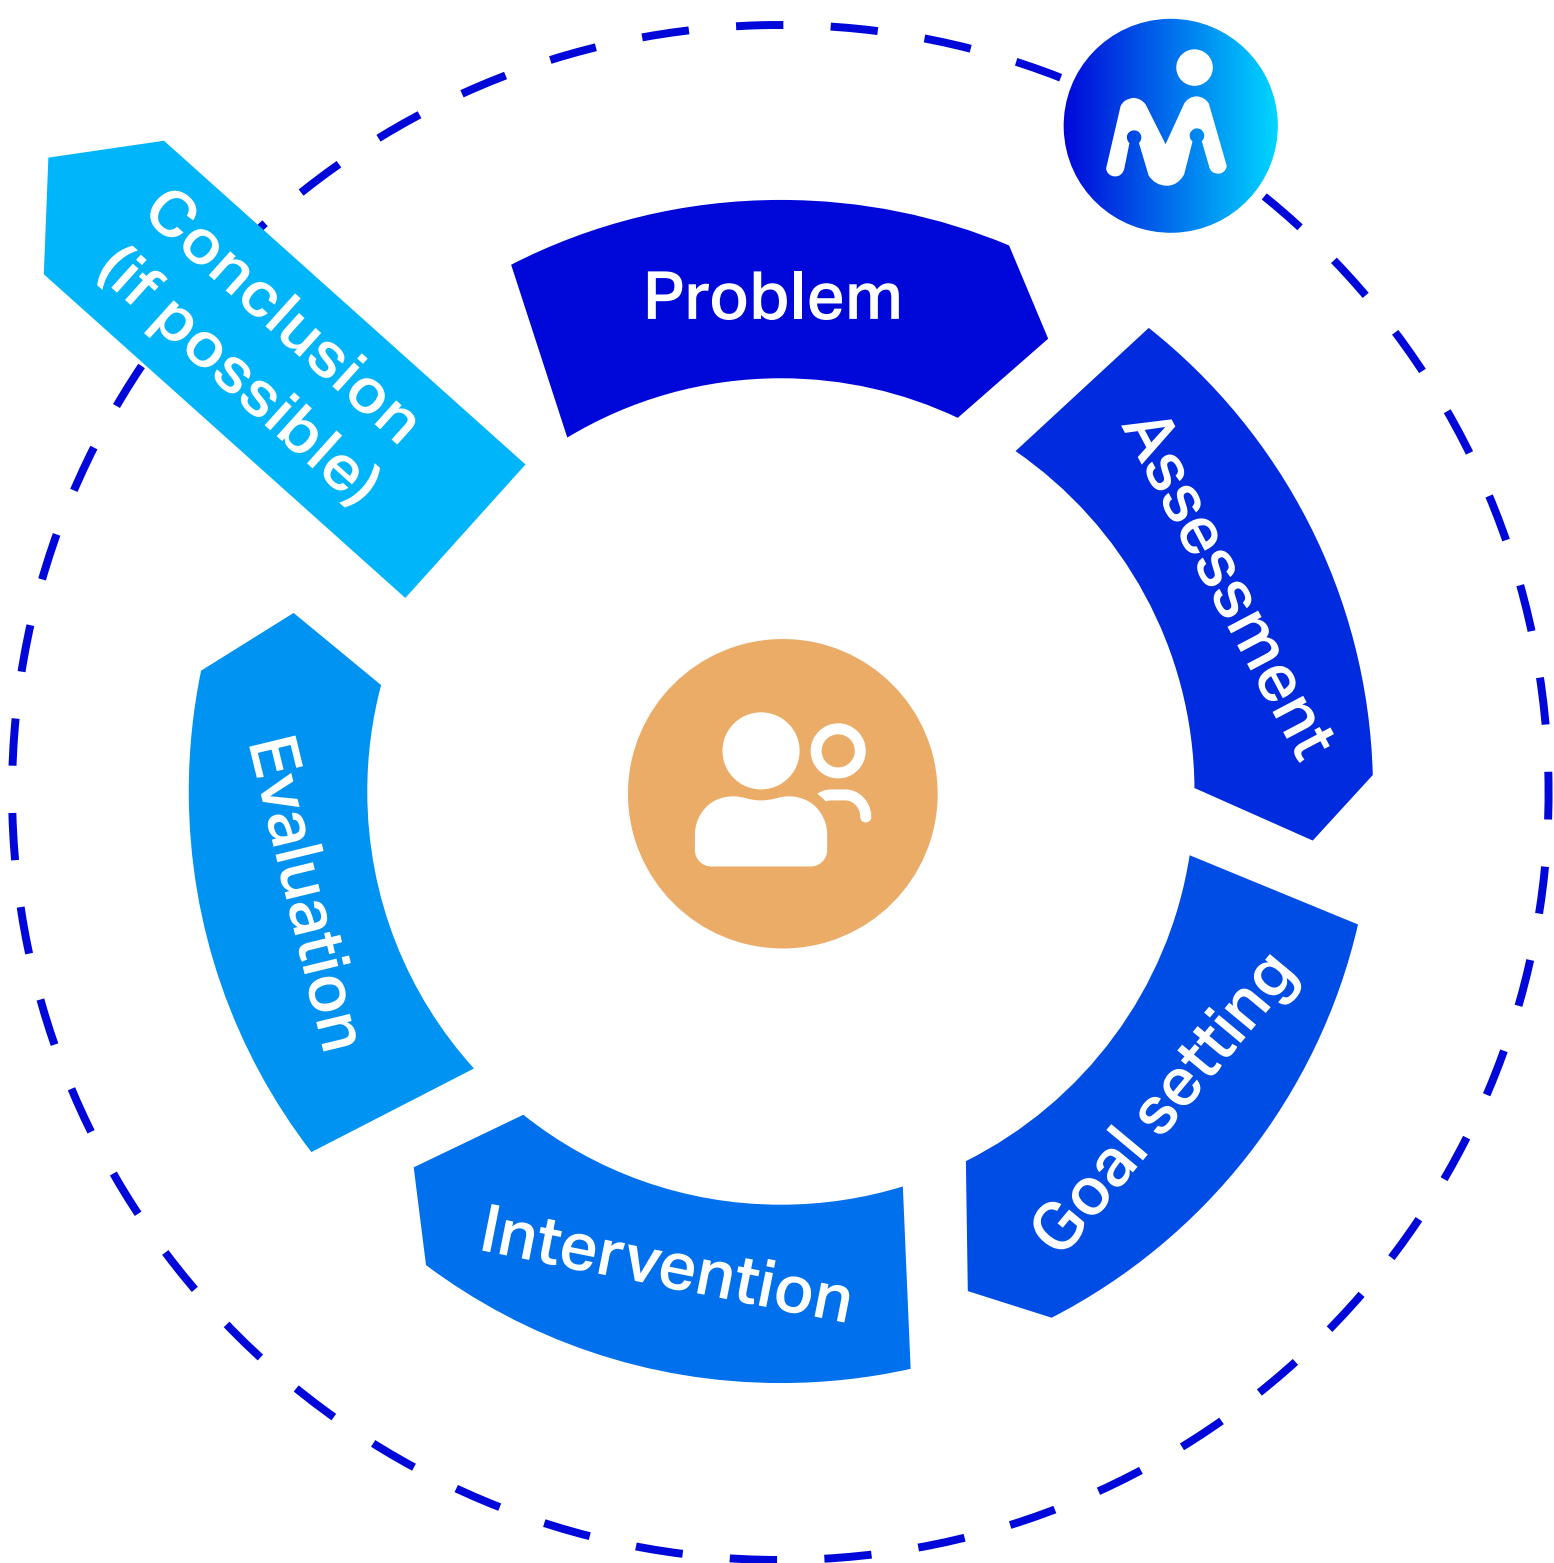 Problem
Assessment
Goal setting
Intervention
Evaluation
Conclusion
(if possible)